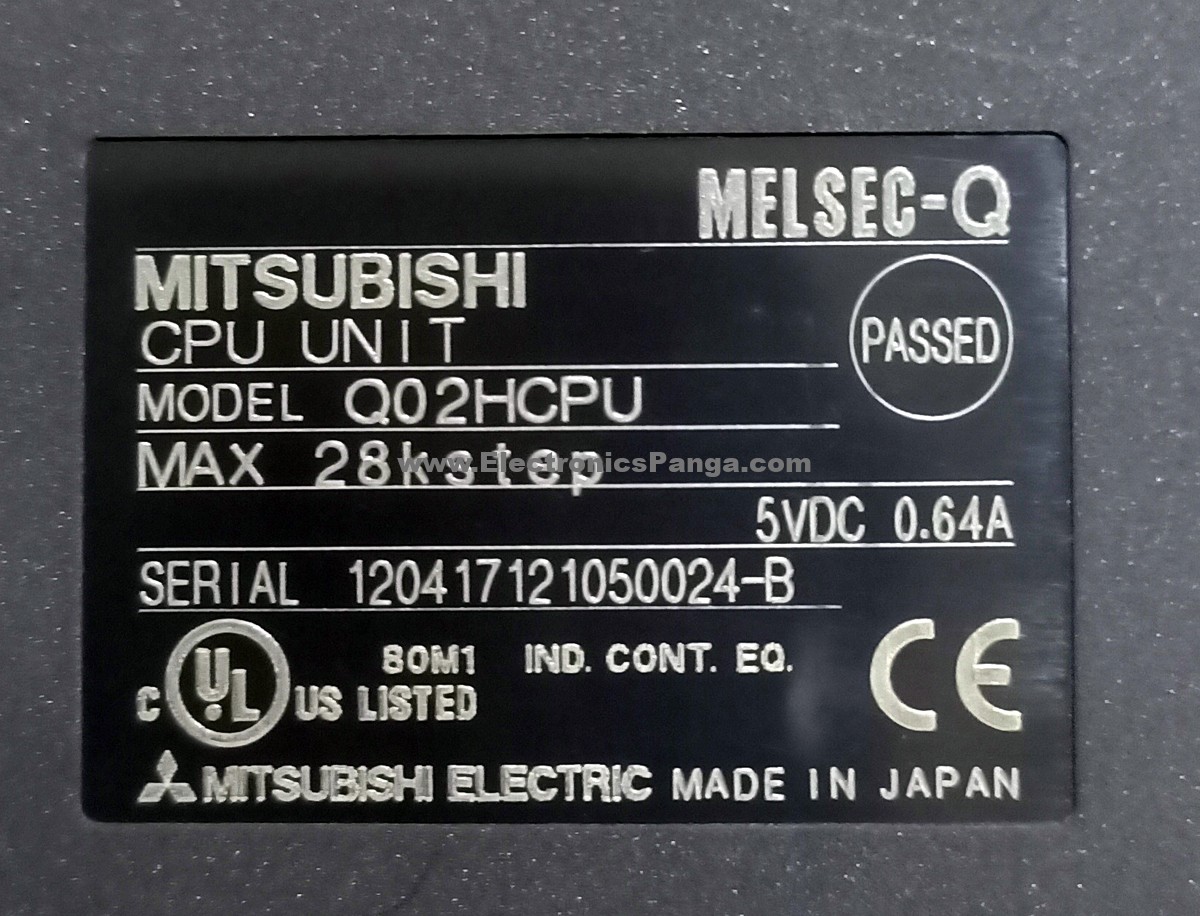 MELSEC-Q
MITSUBISHI
CPU UNIT
PASSED
MODEL Q02HCPU
MAX 28kstep
www.ElectronicsPanga.com
5VDC 0.64A
SERIAL 120417121050024-B
80M1 IND. CONT. EQ.
C UL US LISTED
CE
MITSUBISHI ELECTRIC MADE IN JAPAN